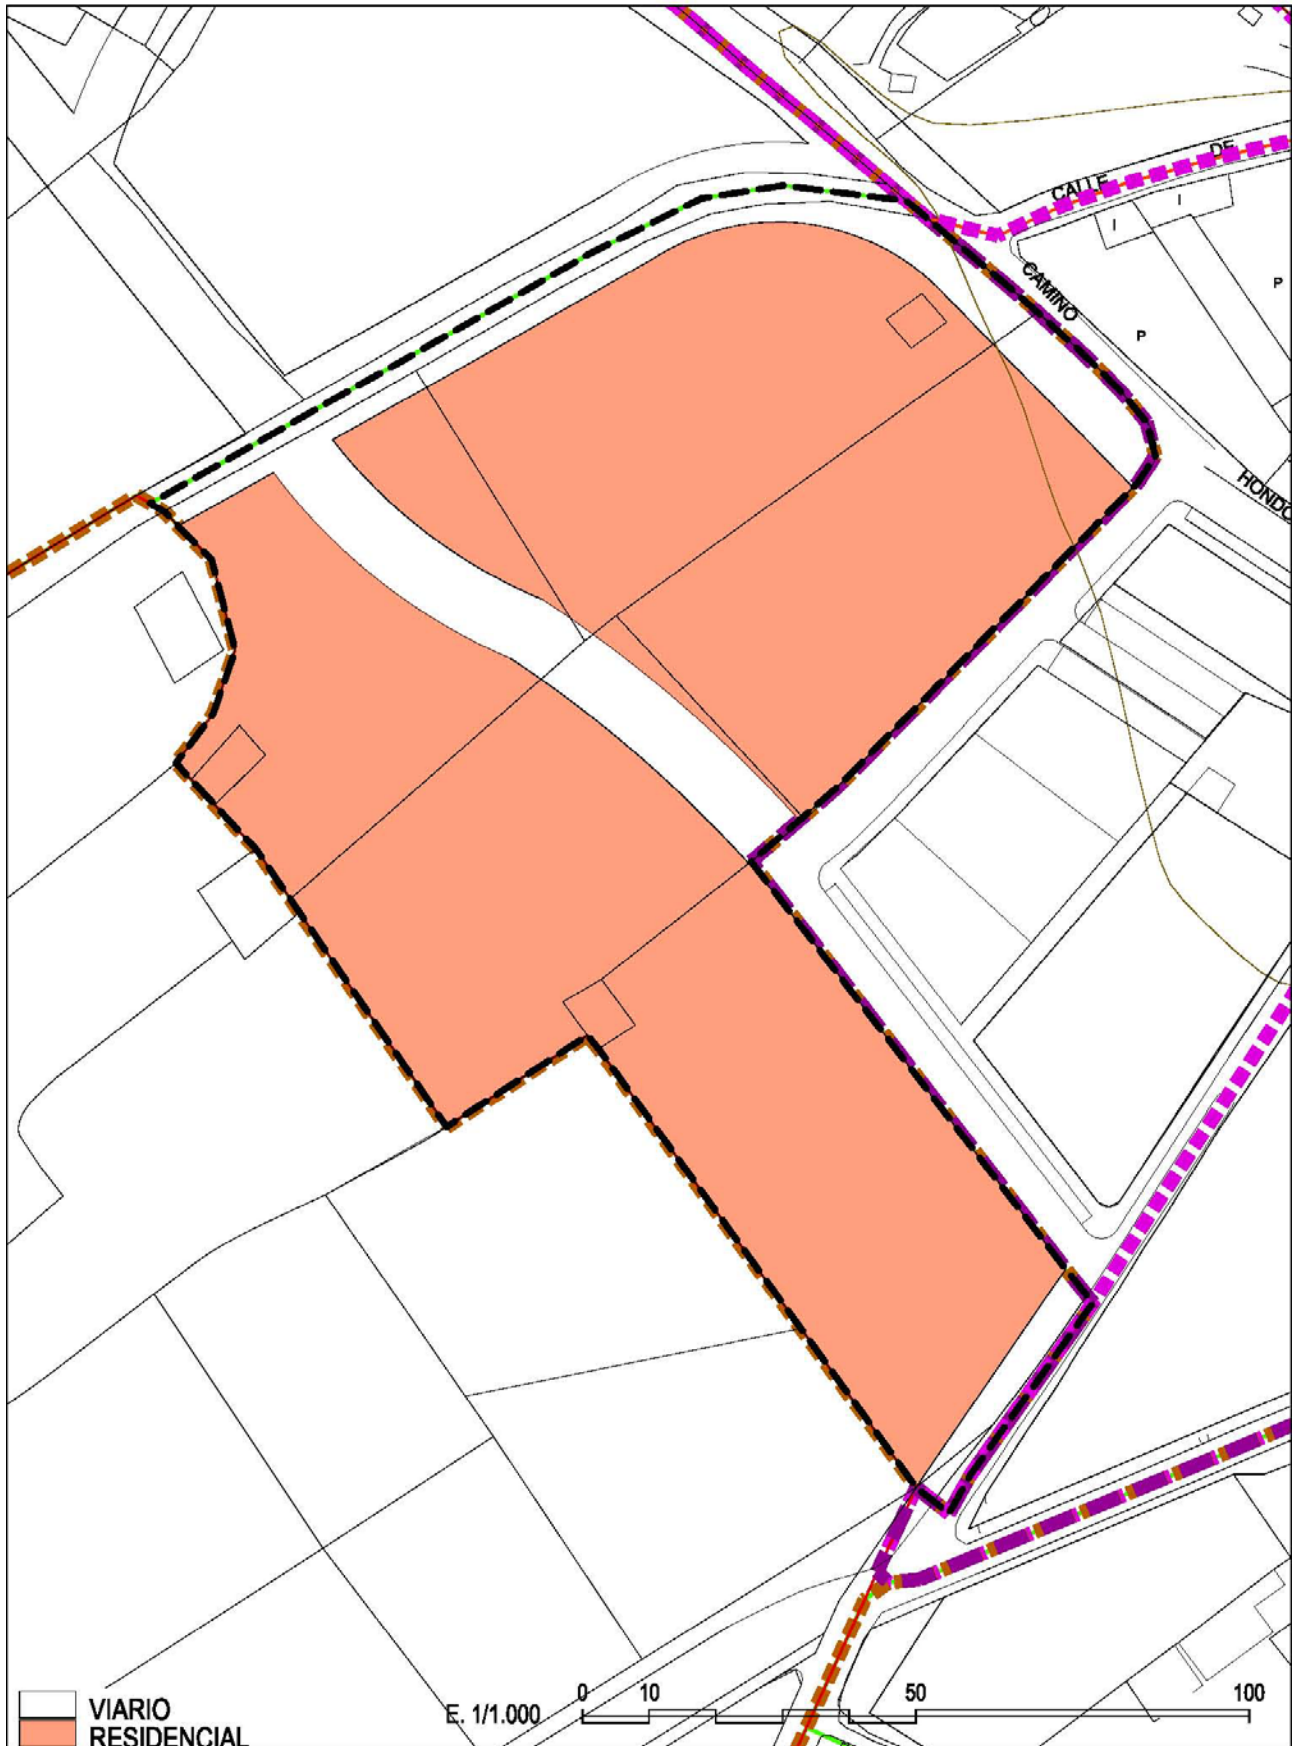 CALLE DE
I
I
CAMINO
P
P
HONDO
VIARIO
RESIDENCIAL
E. 1/1.000
0 10 50 100